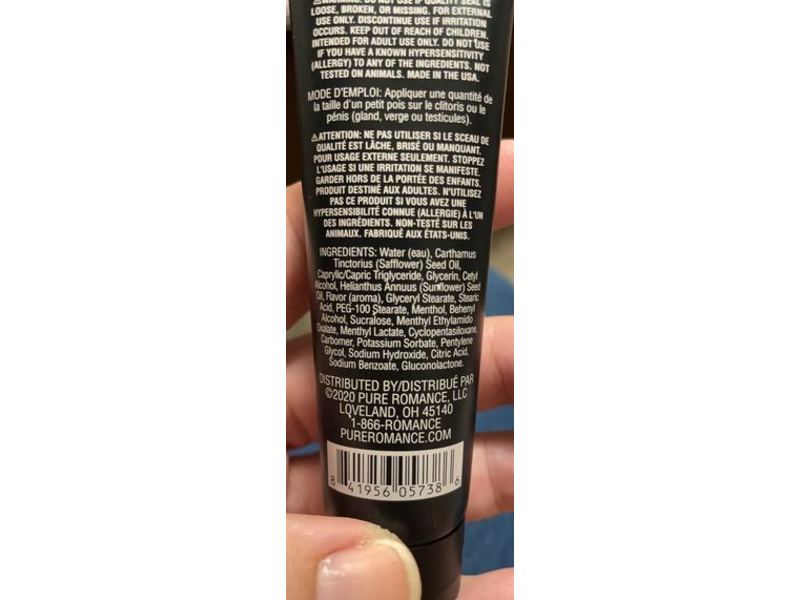 ⚠WARNING: DO NOT USE IF QUALITY SEAL IS
LOOSE, BROKEN, OR MISSING. FOR EXTERNAL
USE ONLY. DISCONTINUE USE IF IRRITATION
OCCURS. KEEP OUT OF REACH OF CHILDREN.
INTENDED FOR ADULT USE ONLY. DO NOT USE
IF YOU HAVE A KNOWN HYPERSENSITIVITY
(ALLERGY) TO ANY OF THE INGREDIENTS. NOT
TESTED ON ANIMALS. MADE IN THE USA.
MODE D'EMPLOI: Appliquer une quantité de
la taille d'un petit pois sur le clitoris ou le
pénis (gland, verge ou testicules).
⚠ATTENTION: NE PAS UTILISER SI LE SCEAU DE
QUALITÉ EST LÂCHE, BRISÉ OU MANQUANT.
POUR USAGE EXTERNE SEULEMENT. STOPPEZ
L'USAGE SI UNE IRRITATION SE MANIFESTE.
GARDER HORS DE LA PORTÉE DES ENFANTS.
PRODUIT DESTINÉ AUX ADULTES. N'UTILISEZ
PAS CE PRODUIT SI VOUS AVEZ UNE
HYPERSENSIBILITÉ CONNUE (ALLERGIE) À L'UN
DES INGRÉDIENTS. NON-TESTÉ SUR LES
ANIMAUX. FABRIQUÉ AUX ÉTATS-UNIS.
INGREDIENTS: Water (eau), Carthamus
Tinctorius (Safflower) Seed Oil,
Caprylic/Capric Triglyceride, Glycerin, Cetyl
Alcohol, Helianthus Annuus (Sunflower) Seed
Oil, Flavor (aroma), Glyceryl Stearate, Stearic
Acid, PEG-100 Stearate, Menthol, Behenyl
Alcohol, Sucralose, Menthyl Ethylamido
Oxalate, Menthyl Lactate, Cyclopentasiloxane,
Carbomer, Potassium Sorbate, Pentylene
Glycol, Sodium Hydroxide, Citric Acid,
Sodium Benzoate, Gluconolactone.
DISTRIBUTED BY/DISTRIBUÉ PAR
©2020 PURE ROMANCE, LLC
LOVELAND, OH 45140
1-866-ROMANCE
PUREROMANCE.COM
8 41956 05738 6